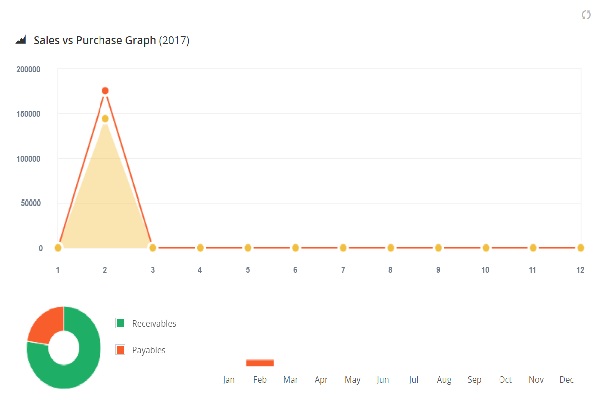 Sales vs Purchase Graph (2017)
200000
150000
100000
50000
0
1 2 3 4 5 6 7 8 9 10 11 12
Receivables
Payables
Jan Feb Mar Apr May Jun Jul Aug Sep Oct Nov Dec